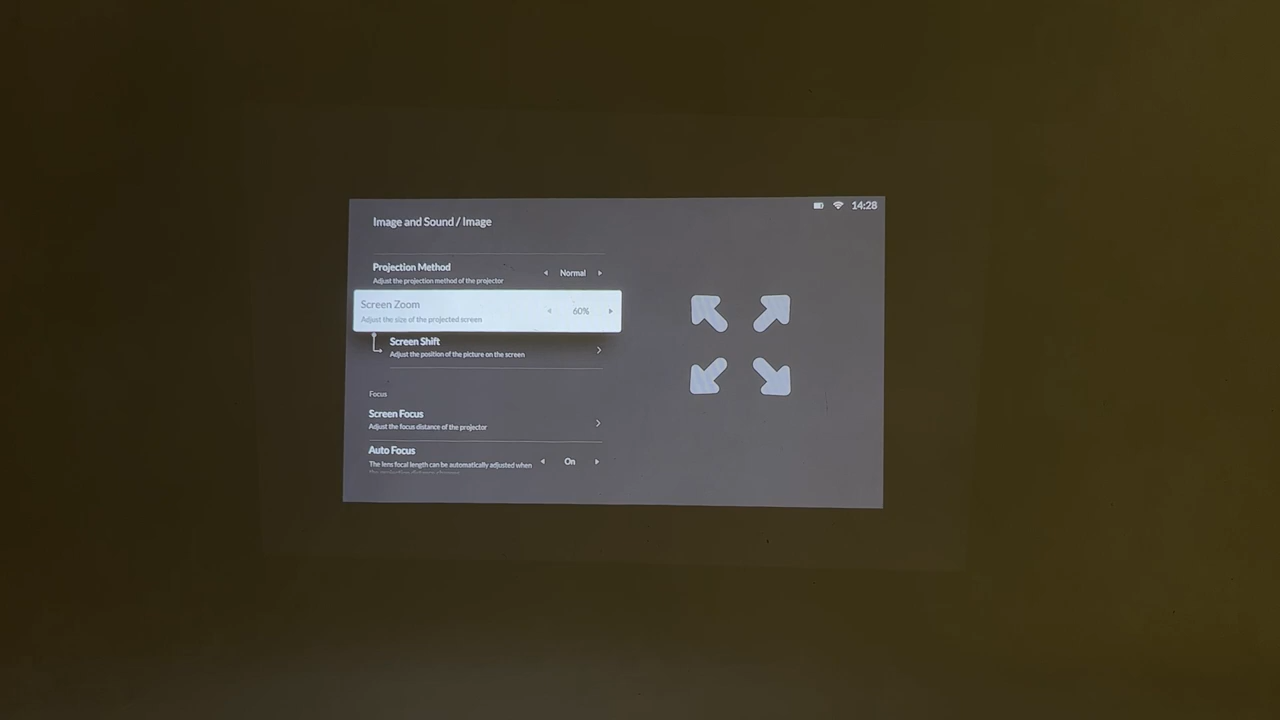 14:28
Image and Sound / Image
Projection Method
Adjust the projection method of the projector
Normal
Screen Zoom
Adjust the size of the projected screen
60%
Screen Shift
Adjust the position of the picture on the screen
Focus
Screen Focus
Adjust the focus distance of the projector
Auto Focus
The lens focal length can be automatically adjusted when
On